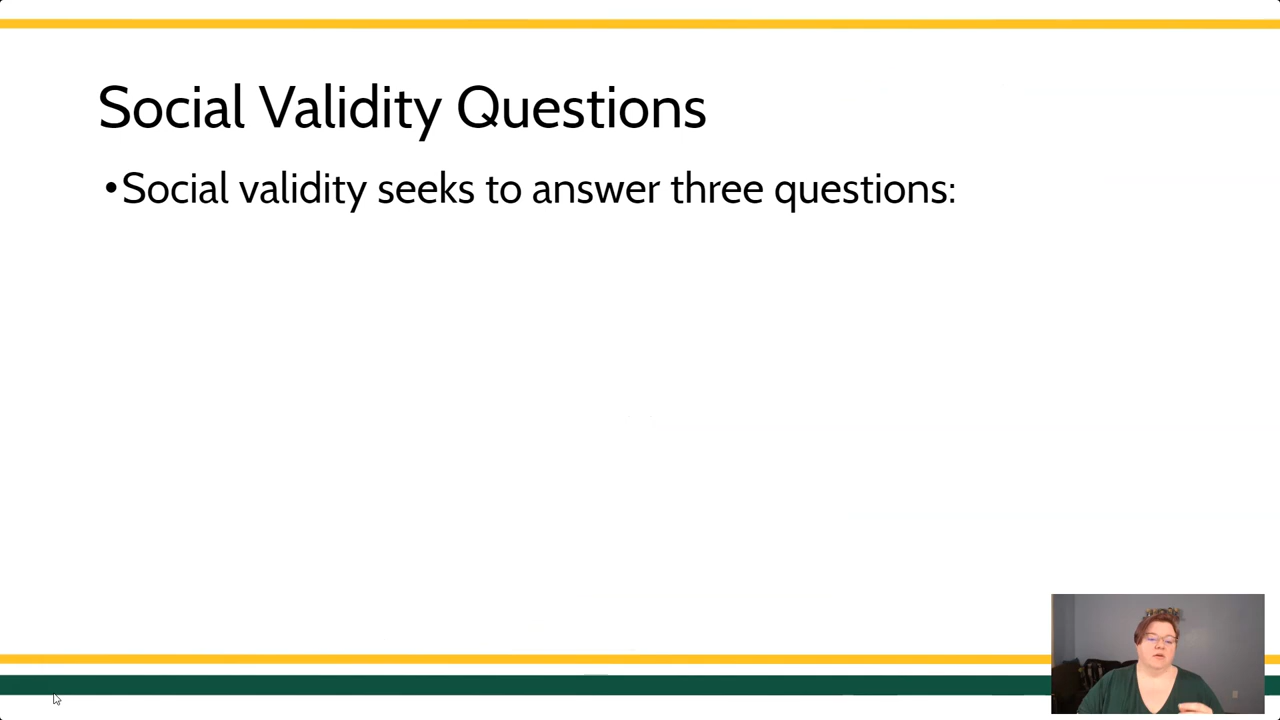 Social Validity Questions
•Social validity seeks to answer three questions: